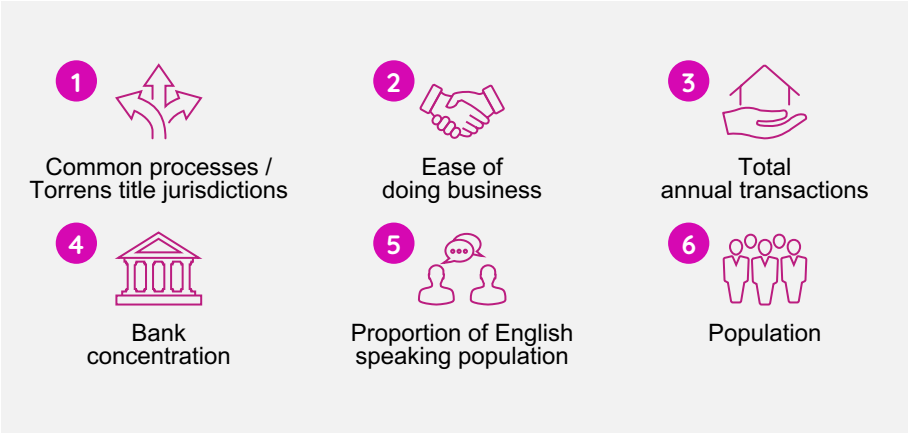 1
Common processes /
Torrens title jurisdictions
2
Ease of
doing business
3
Total
annual transactions
4
Bank
concentration
5
Proportion of English
speaking population
6
Population